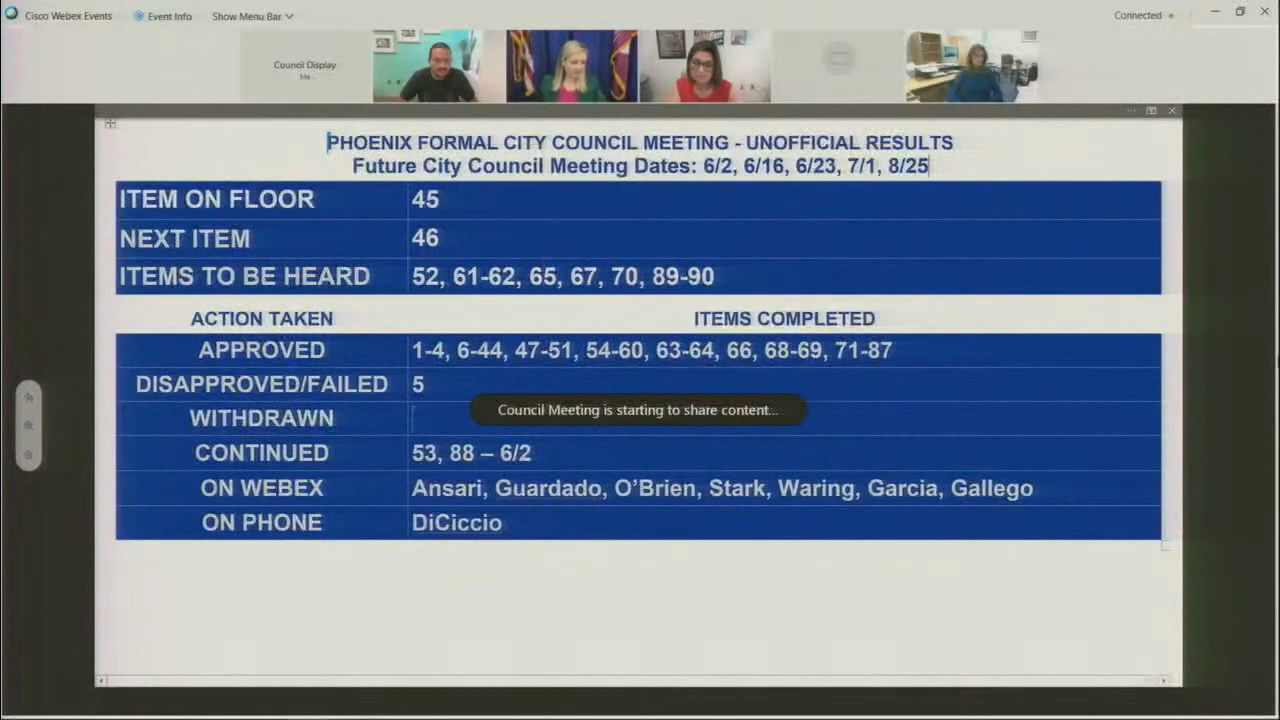 Cisco Webex Events Event Info Show Menu Bar Connected
Council Display
Me...
PHOENIX FORMAL CITY COUNCIL MEETING - UNOFFICIAL RESULTS
Future City Council Meeting Dates: 6/2, 6/16, 6/23, 7/1, 8/25
ITEM ON FLOOR 45
NEXT ITEM 46
ITEMS TO BE HEARD 52, 61-62, 65, 67, 70, 89-90
ACTION TAKEN ITEMS COMPLETED
APPROVED 1-4, 6-44, 47-51, 54-60, 63-64, 66, 68-69, 71-87
DISAPPROVED/FAILED 5
Council Meeting is starting to share content...
WITHDRAWN
CONTINUED 53, 88 – 6/2
ON WEBEX Ansari, Guardado, O'Brien, Stark, Waring, Garcia, Gallego
ON PHONE DiCiccio